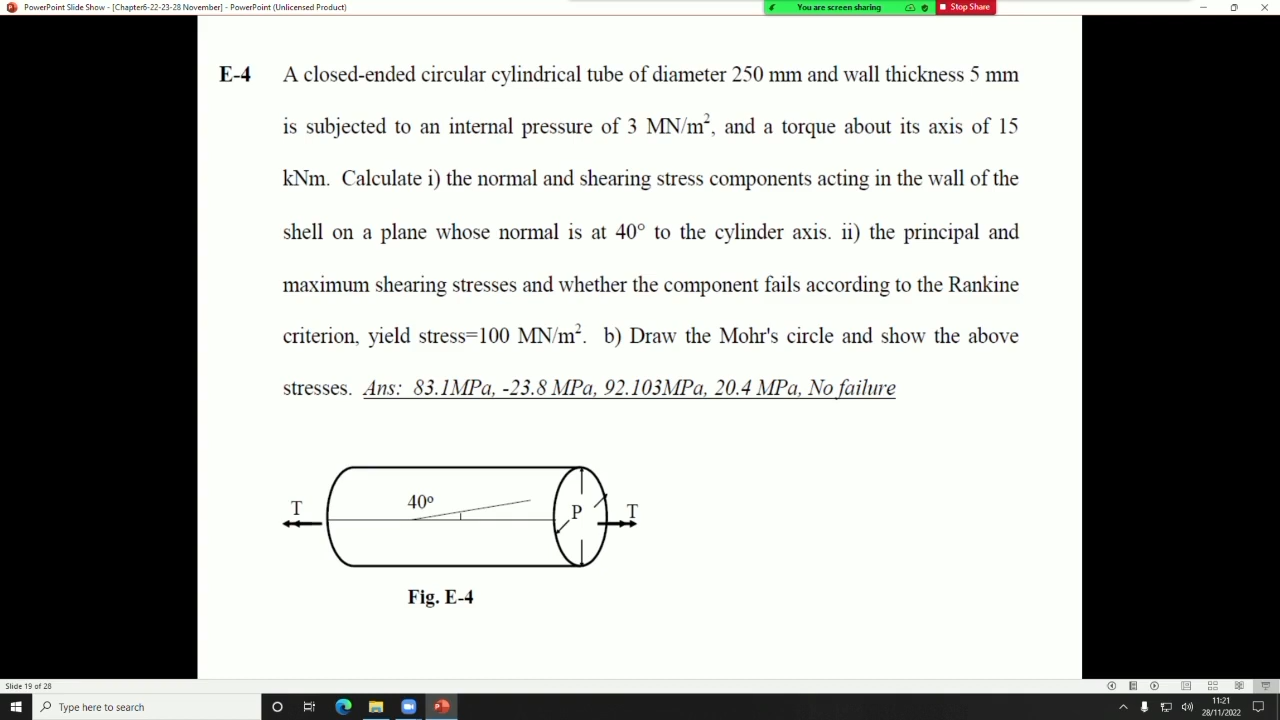 PowerPoint Slide Show - [Chapter6-22-23-28 November] - PowerPoint (Unlicensed Product)
You are screen sharing
Stop Share
E-4 A closed-ended circular cylindrical tube of diameter 250 mm and wall thickness 5 mm
is subjected to an internal pressure of 3 MN/m², and a torque about its axis of 15
kNm. Calculate i) the normal and shearing stress components acting in the wall of the
shell on a plane whose normal is at 40° to the cylinder axis. ii) the principal and
maximum shearing stresses and whether the component fails according to the Rankine
criterion, yield stress=100 MN/m². b) Draw the Mohr's circle and show the above
stresses. Ans: 83.1MPa, -23.8 MPa, 92.103MPa, 20.4 MPa, No failure
40º
T
P
T
Fig. E-4
Slide 19 of 28
Type here to search
11:21
28/11/2022